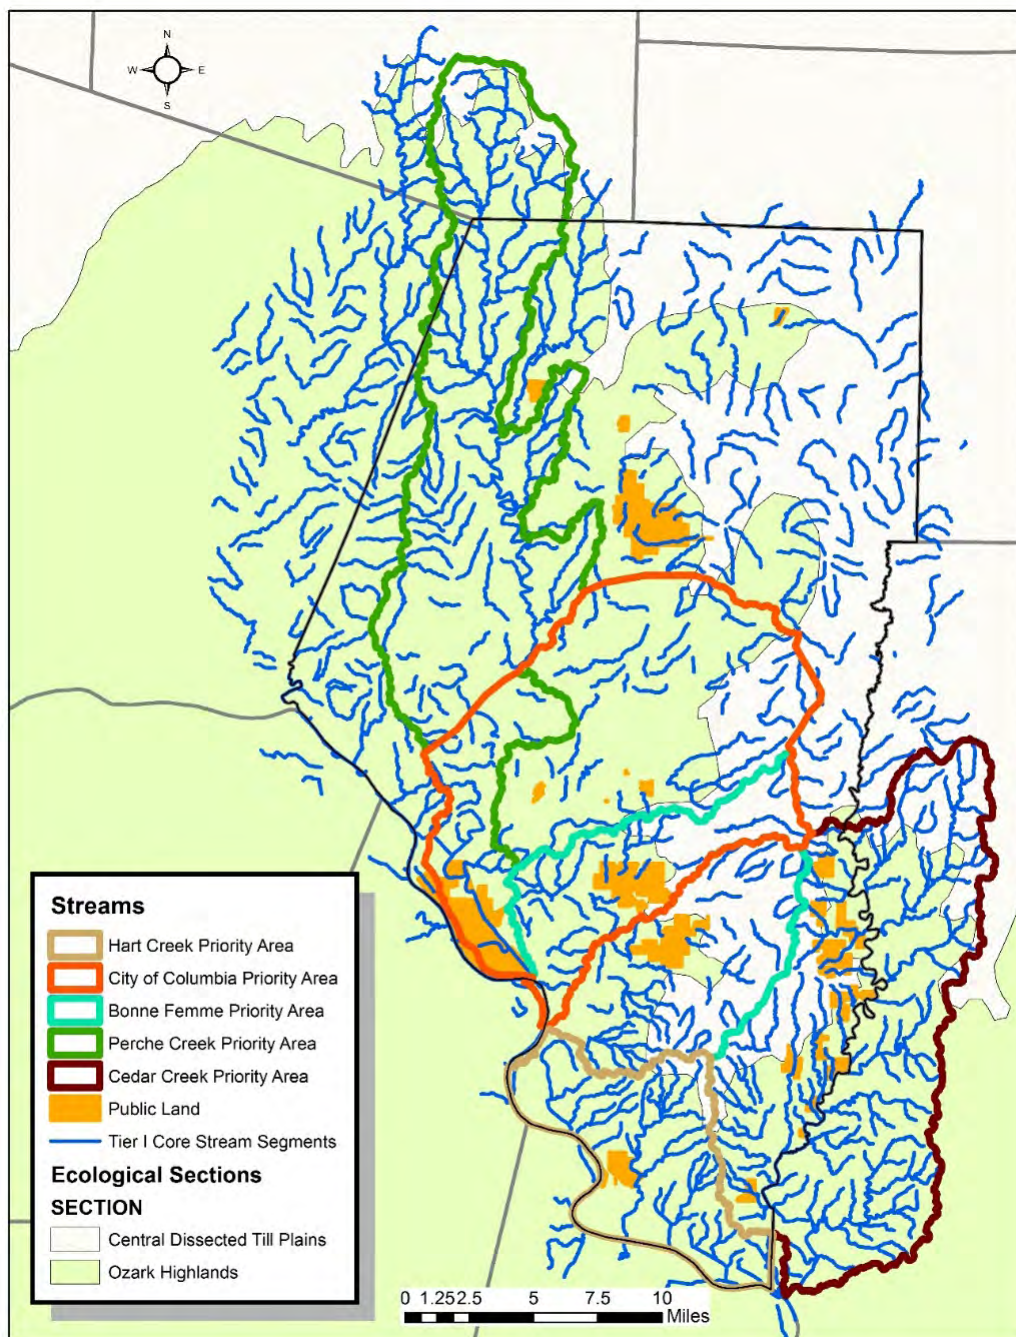 N
W E
S
Streams
Hart Creek Priority Area
City of Columbia Priority Area
Bonne Femme Priority Area
Perche Creek Priority Area
Cedar Creek Priority Area
Public Land
Tier I Core Stream Segments
Ecological Sections
SECTION
Central Dissected Till Plains
Ozark Highlands
0 1.252.5 5 7.5 10
Miles